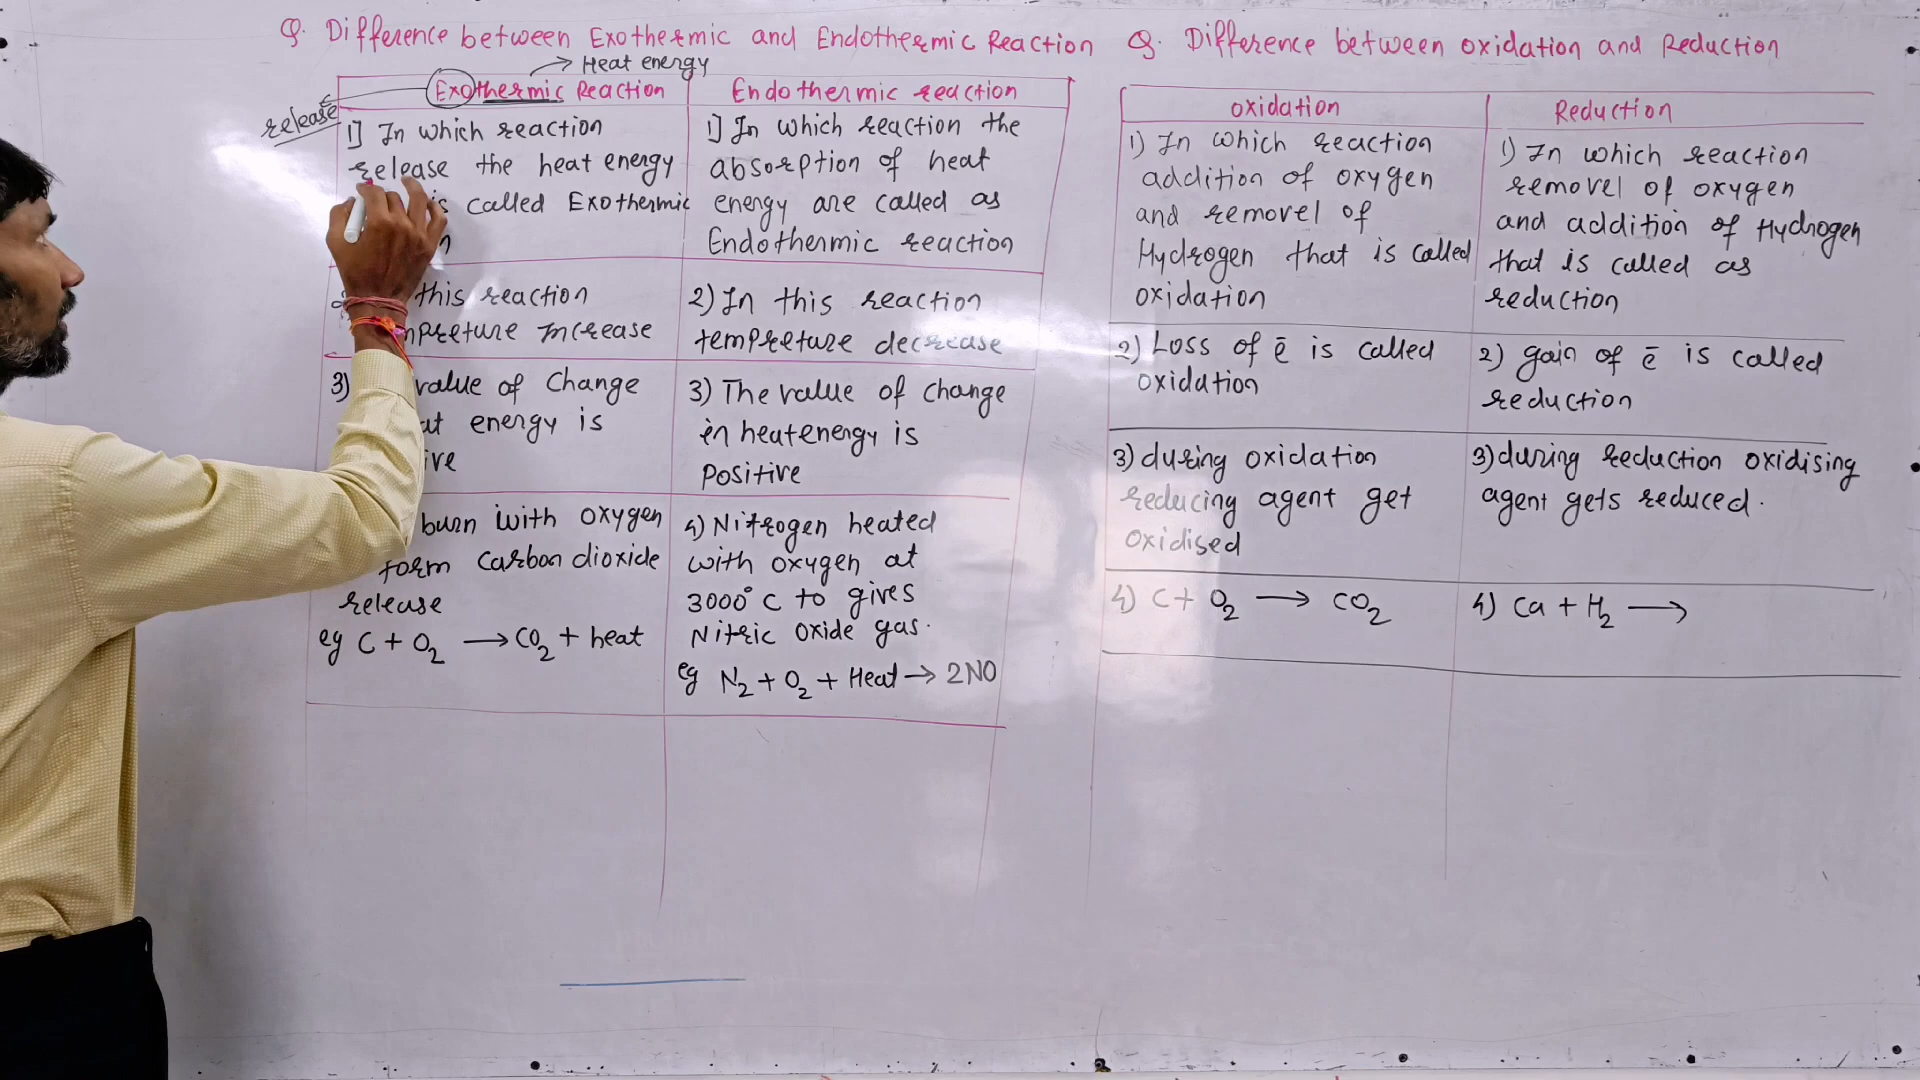 Q. Difference between Exothermic and Endothermic Reaction
→ Heat energy
release
Exothermic Reaction
1] In which reaction
release the heat energy
is called Exothermic
this reaction
mpreture Increase
3) value of Change
energy is
ive
burn with oxygen
form carbon dioxide
release
eg C + O₂ → CO₂ + heat
Endothermic reaction
1] In which reaction the
absorption of heat
energy are called as
Endothermic reaction
2) In this reaction
tempreture decrease
3) The value of change
in heat energy is
Positive
4) Nitrogen heated
with oxygen at
3000° C to gives
Nitric oxide gas.
eg N₂ + O₂ + Heat → 2NO
Q. Difference between oxidation and Reduction
oxidation
1) In which reaction
addition of oxygen
and removel of
Hydrogen that is called
oxidation
2) Loss of ē is called
oxidation
3) during oxidation
reducing agent get
oxidised
4) C + O₂ → CO₂
Reduction
1) In which reaction
removel of oxygen
and addition of Hydrogen
that is called as
reduction
2) gain of ē is called
reduction
3) during reduction oxidising
agent gets reduced.
4) Ca + H₂ →